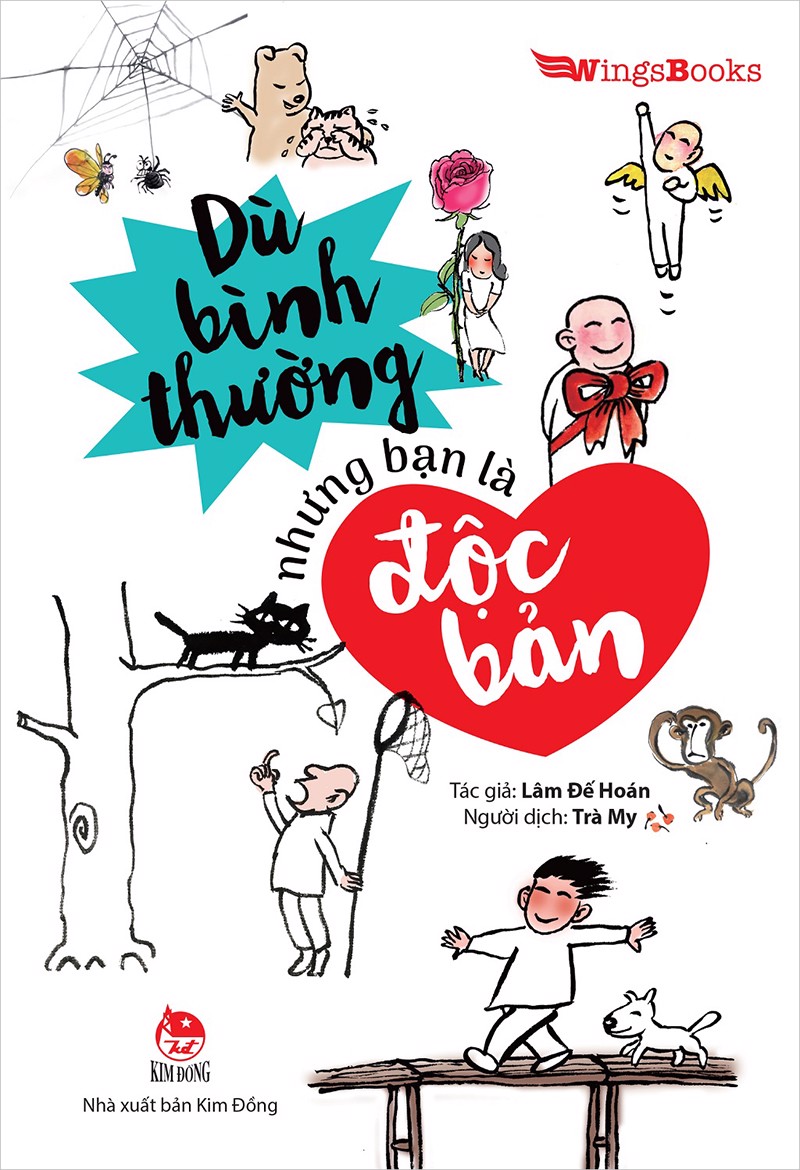 WingsBooks
Dù
bình
thường
nhưng bạn là
độc
bản
Tác giả: Lâm Đế Hoán
Người dịch: Trà My
Kđ
KIM ĐỒNG
Nhà xuất bản Kim Đồng